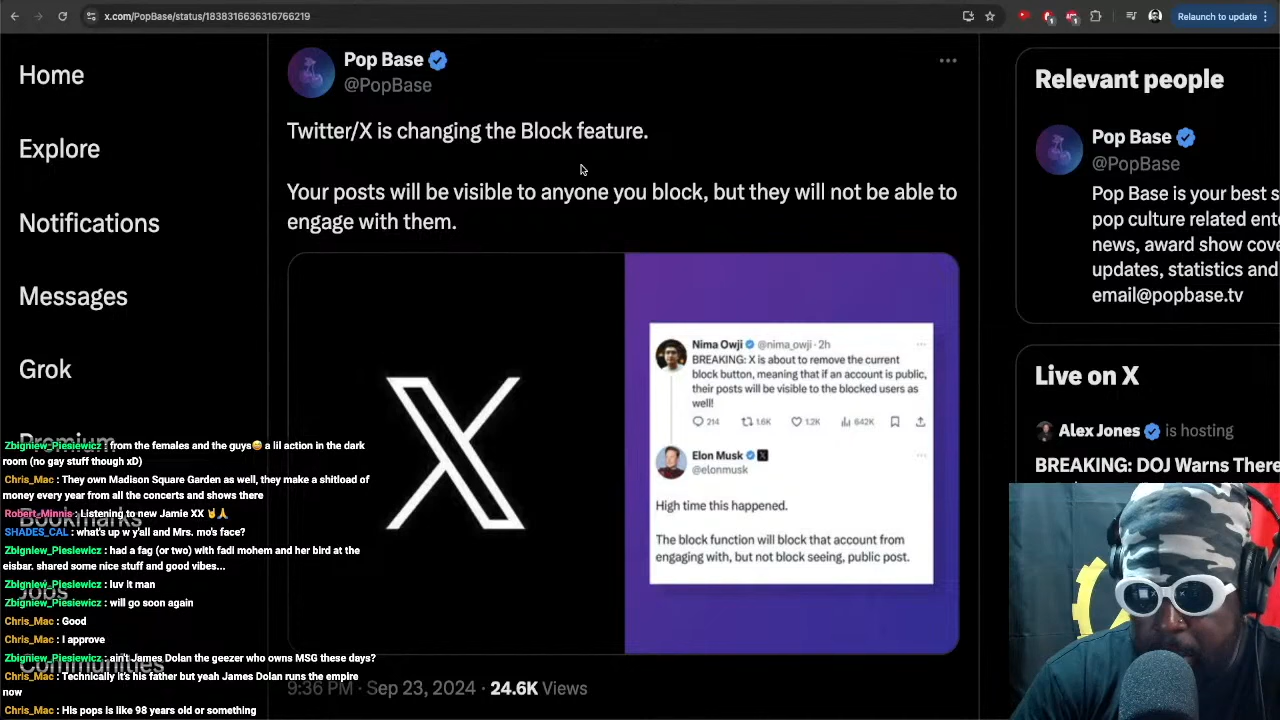 x.com/PopBase/status/1838316636316766219
Relaunch to update
Home
Explore
Notifications
Messages
Grok
Premium
Bookmarks
Jobs
Communities
Pop Base
@PopBase
Twitter/X is changing the Block feature.
Your posts will be visible to anyone you block, but they will not be able to
engage with them.
Nima Owji @nima_owji · 2h
BREAKING: X is about to remove the current
block button, meaning that if an account is public,
their posts will be visible to the blocked users as
well!
214 1.6K 1.2K 642K
Elon Musk X
@elonmusk
High time this happened.
The block function will block that account from
engaging with, but not block seeing, public post.
9:36 PM · Sep 23, 2024 · 24.6K Views
Relevant people
Pop Base
@PopBase
Pop Base is your best s
pop culture related ente
news, award show cove
updates, statistics and
email@popbase.tv
Live on X
Alex Jones is hosting
BREAKING: DOJ Warns There
Zbigniew_Piesiewicz : from the females and the guys😅 a lil action in the dark
room (no gay stuff though xD)
Chris_Mac : They own Madison Square Garden as well, they make a shitload of
money every year from all the concerts and shows there
Robert-Minnis : Listening to new Jamie XX 🤘🙏
SHADES_CAL : what's up w y'all and Mrs. mo's face?
Zbigniew_Piesiewicz : had a fag (or two) with fadi mohem and her bird at the
eisbar. shared some nice stuff and good vibes...
Zbigniew_Piesiewicz : luv it man
Zbigniew_Piesiewicz : will go soon again
Chris_Mac : Good
Chris_Mac : I approve
Zbigniew_Piesiewicz : ain't James Dolan the geezer who owns MSG these days?
Chris_Mac : Technically it's his father but yeah James Dolan runs the empire
now
Chris_Mac : His pops is like 98 years old or something